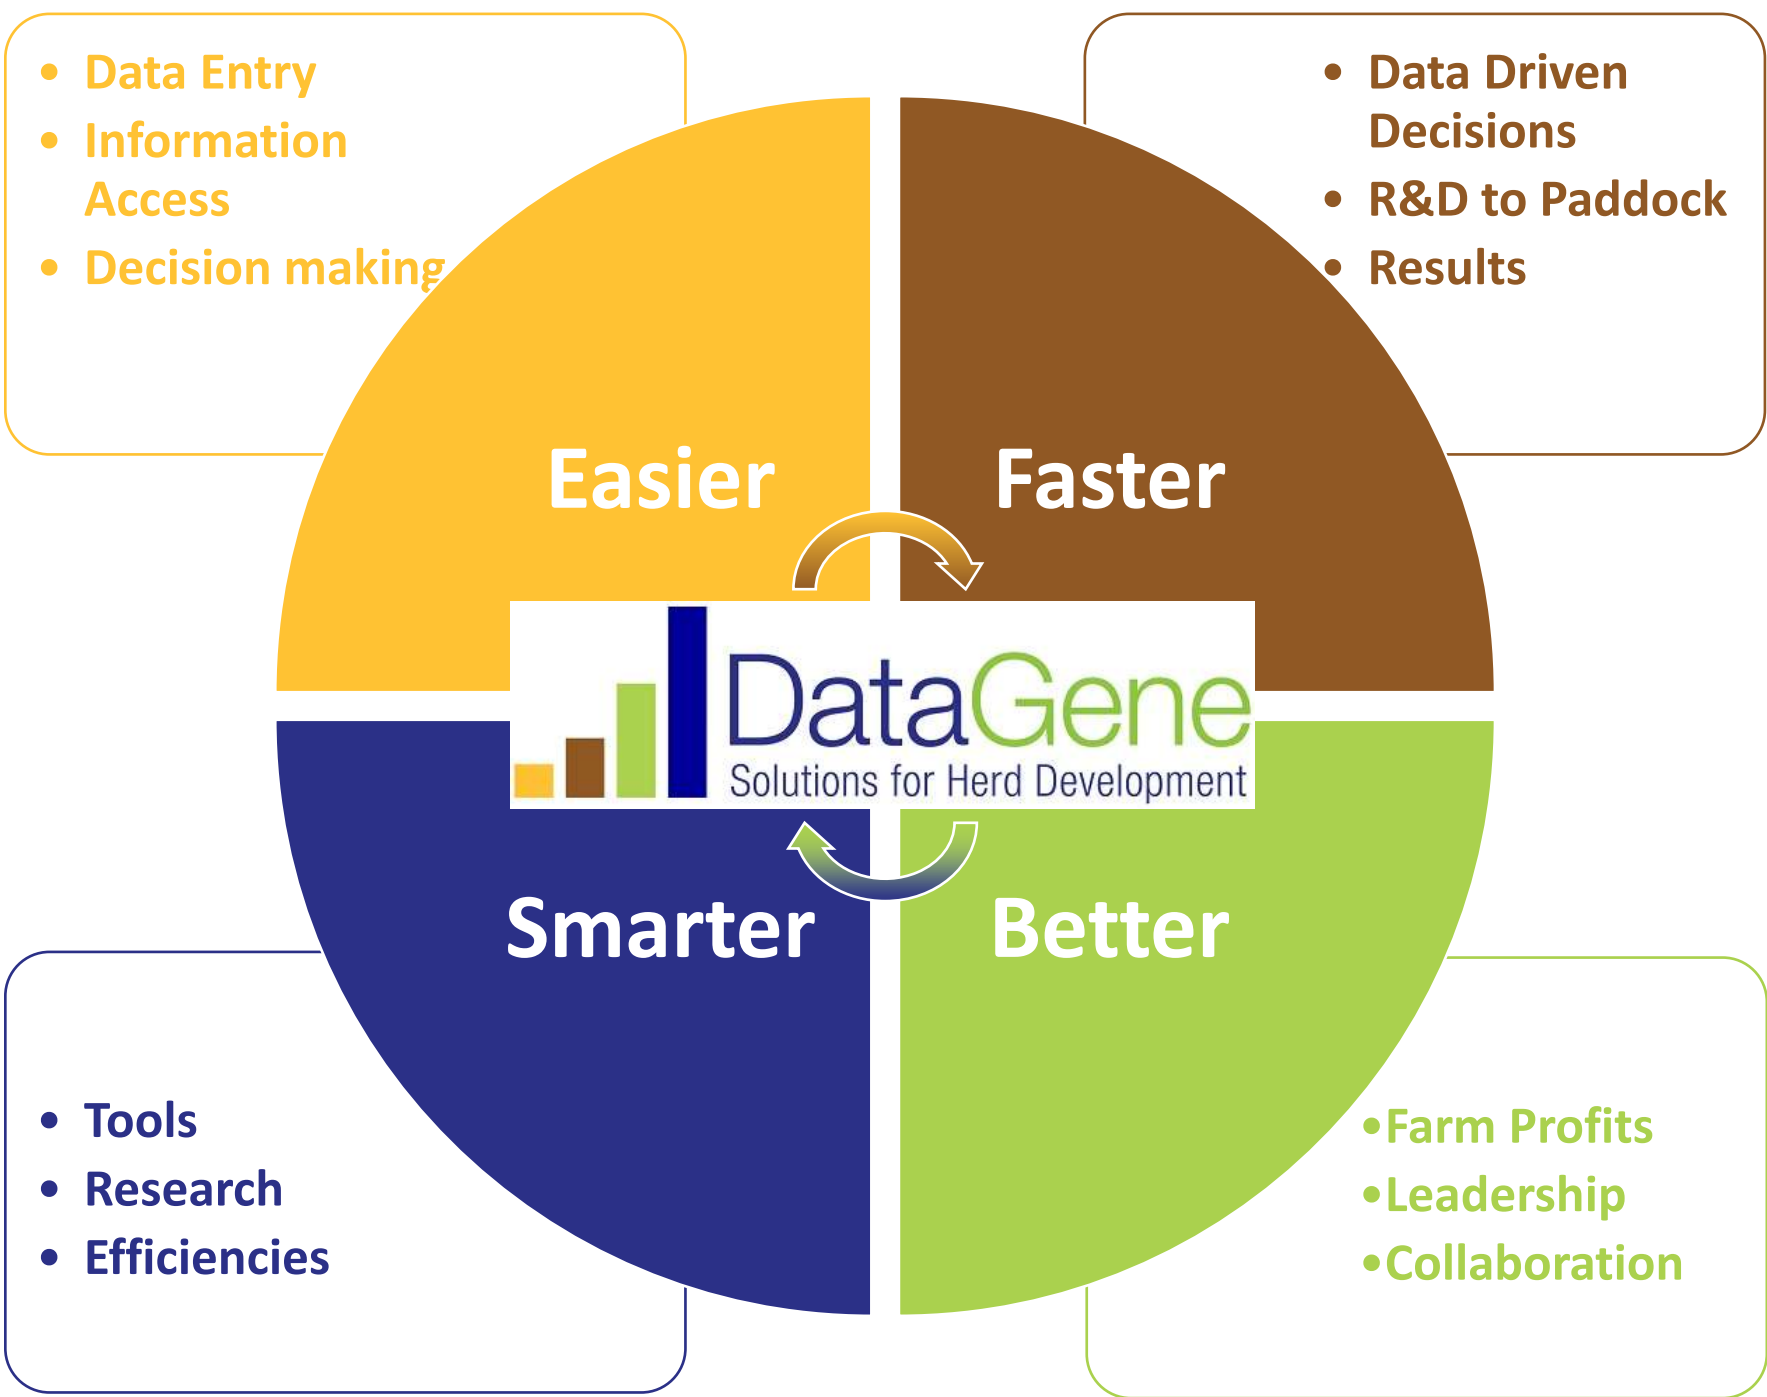 • Data Entry
• Information
Access
• Decision making
• Data Driven
Decisions
• R&D to Paddock
• Results
Easier
Faster
DataGene
Solutions for Herd Development
Smarter
Better
• Tools
• Research
• Efficiencies
•Farm Profits
•Leadership
•Collaboration